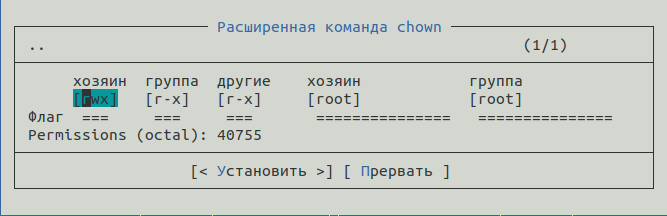 Расширенная команда chown
.. (1/1)
хозяин группа другие хозяин группа
[rwx] [r-x] [r-x] [root] [root]
Флаг === === === =============== ===============
Permissions (octal): 40755
[< Установить >] [ Прервать ]